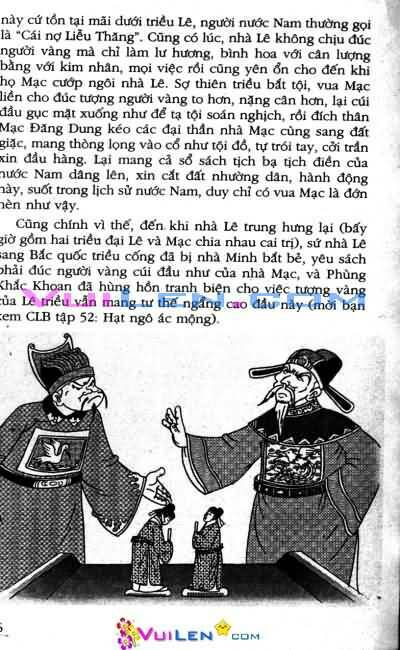 này cứ tồn tại mãi dưới triều Lê, người nước Nam thường gọi
là "Cái nợ Liễu Thăng". Cũng có lúc, nhà Lê không chịu đúc
người vàng mà chỉ làm lư hương, bình hoa với cân lượng
bằng với kim nhân, mọi việc rồi cũng yên ổn cho đến khi
họ Mạc cướp ngôi nhà Lê. Sợ thiên triều bắt tội, vua Mạc
liền cho đúc tượng người vàng to hơn, nặng cân hơn, lại cúi
đầu gục mặt xuống như để tạ tội soán nghịch, rồi đích thân
Mạc Đăng Dung kéo các đại thần nhà Mạc cùng sang đất
giặc, mang thòng lọng vào cổ như tội đồ, tự trói tay, cởi trần
xin đầu hàng. Lại mang cả sổ sách tịch bạ tịch điền của
nước Nam dâng lên, xin cắt đất nhường dân, hành động
này, suốt trong lịch sử nước Nam, duy chỉ có vua Mạc là đớn
hèn như vậy.
Cũng chính vì thế, đến khi nhà Lê trung hưng lại (bấy
giờ gồm hai triều đại Lê và Mạc chia nhau cai trị), sứ nhà Lê
sang Bắc quốc triều cống đã bị nhà Minh bắt bẻ, yêu sách
phải đúc người vàng cúi đầu như của nhà Mạc, và Phùng
Khắc Khoan đã hùng hồn tranh biện cho việc tượng vàng
của Lê triều vẫn mang tư thế ngẩng cao đầu này (mời bạn
xem CLB tập 52: Hạt ngô ác mộng).
VUILEN.COM
6
VUILEN.COM